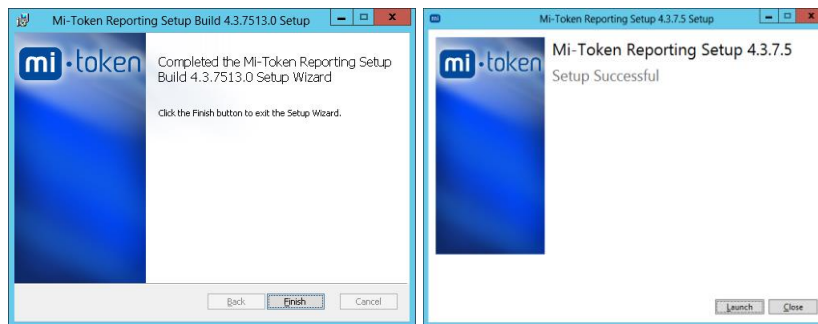 Mi-Token Reporting Setup Build 4.3.7513.0 Setup
mi·token
Completed the Mi-Token Reporting Setup
Build 4.3.7513.0 Setup Wizard
Click the Finish button to exit the Setup Wizard.
Back Finish Cancel
Mi-Token Reporting Setup 4.3.7.5 Setup
mi·token
Mi-Token Reporting Setup 4.3.7.5
Setup Successful
Launch Close